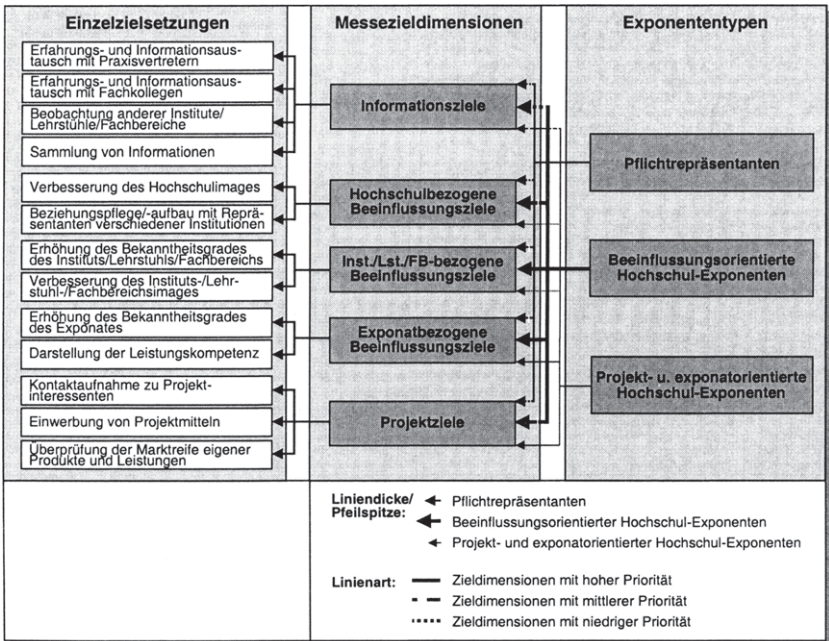 Einzelzielsetzungen
Erfahrungs- und Informationsaus-
tausch mit Praxisvertretern
Erfahrungs- und Informationsaus-
tausch mit Fachkollegen
Beobachtung anderer Institute/
Lehrstühle/Fachbereiche
Sammlung von Informationen
Verbesserung des Hochschulimages
Beziehungspflege/-aufbau mit Reprä-
sentanten verschiedener Institutionen
Erhöhung des Bekanntheitsgrades
des Instituts/Lehrstuhls/Fachbereichs
Verbesserung des Instituts-/Lehr-
stuhl-/Fachbereichsimages
Erhöhung des Bekanntheitsgrades
des Exponates
Darstellung der Leistungskompetenz
Kontaktaufnahme zu Projekt-
interessenten
Einwerbung von Projektmitteln
Überprüfung der Marktreife eigener
Produkte und Leistungen
Messezieldimensionen
Informationsziele
Hochschulbezogene
Beeinflussungsziele
Inst./Lst./FB-bezogene
Beeinflussungsziele
Exponatbezogene
Beeinflussungsziele
Projektziele
Exponententypen
Pflichtrepräsentanten
Beeinflussungsorientierte
Hochschul-Exponenten
Projekt- u. exponatorientierte
Hochschul-Exponenten
Liniendicke/
Pfeilspitze:
Pflichtrepräsentanten
Beeinflussungsorientierter Hochschul-Exponenten
Projekt- und exponatorientierter Hochschul-Exponenten
Linienart:
Zieldimensionen mit hoher Priorität
Zieldimensionen mit mittlerer Priorität
Zieldimensionen mit niedriger Priorität